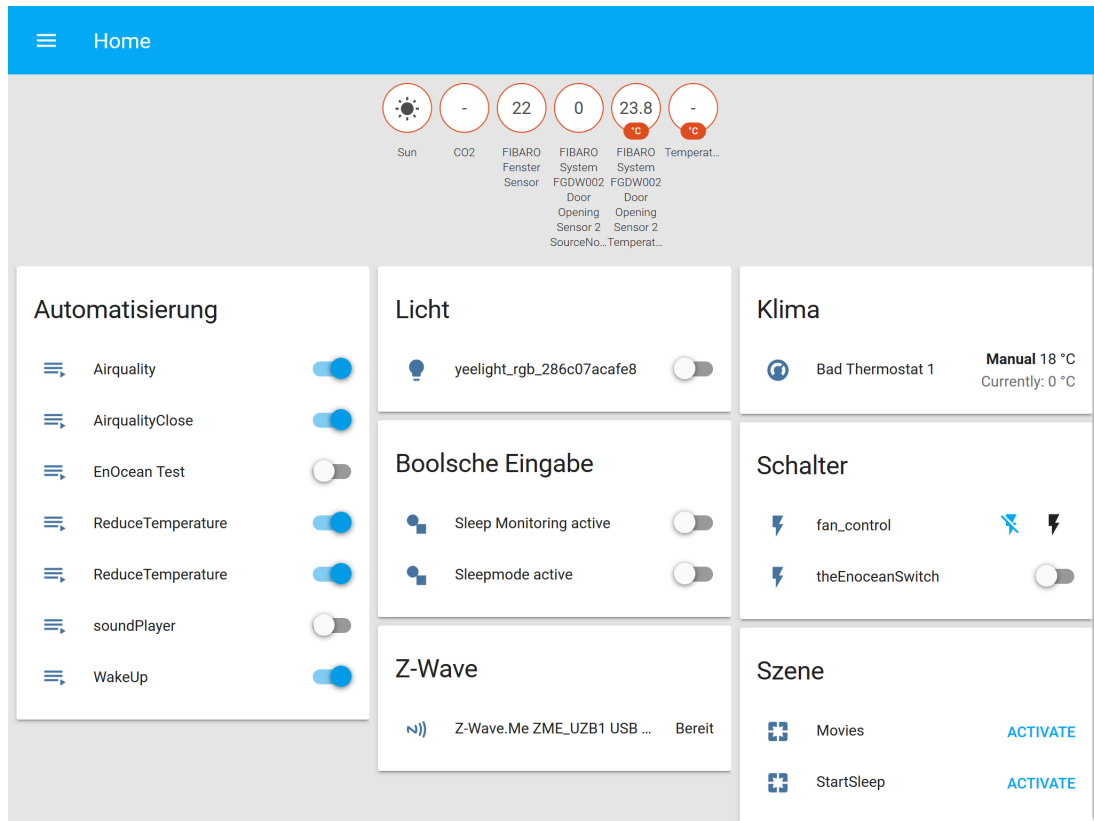 Home
-
22
0
23.8
°C
-
°C
Sun
CO2
FIBARO
Fenster
Sensor
FIBARO
System
FGDW002
Door
Opening
Sensor 2
SourceNo...
FIBARO
System
FGDW002
Door
Opening
Sensor 2
Temperat...
Temperat...
Automatisierung
Airquality
AirqualityClose
EnOcean Test
ReduceTemperature
ReduceTemperature
soundPlayer
WakeUp
Licht
yeelight_rgb_286c07acafe8
Boolsche Eingabe
Sleep Monitoring active
Sleepmode active
Z-Wave
Z-Wave.Me ZME_UZB1 USB ... Bereit
Klima
Bad Thermostat 1
Manual 18 °C
Currently: 0 °C
Schalter
fan_control
theEnoceanSwitch
Szene
Movies ACTIVATE
StartSleep ACTIVATE